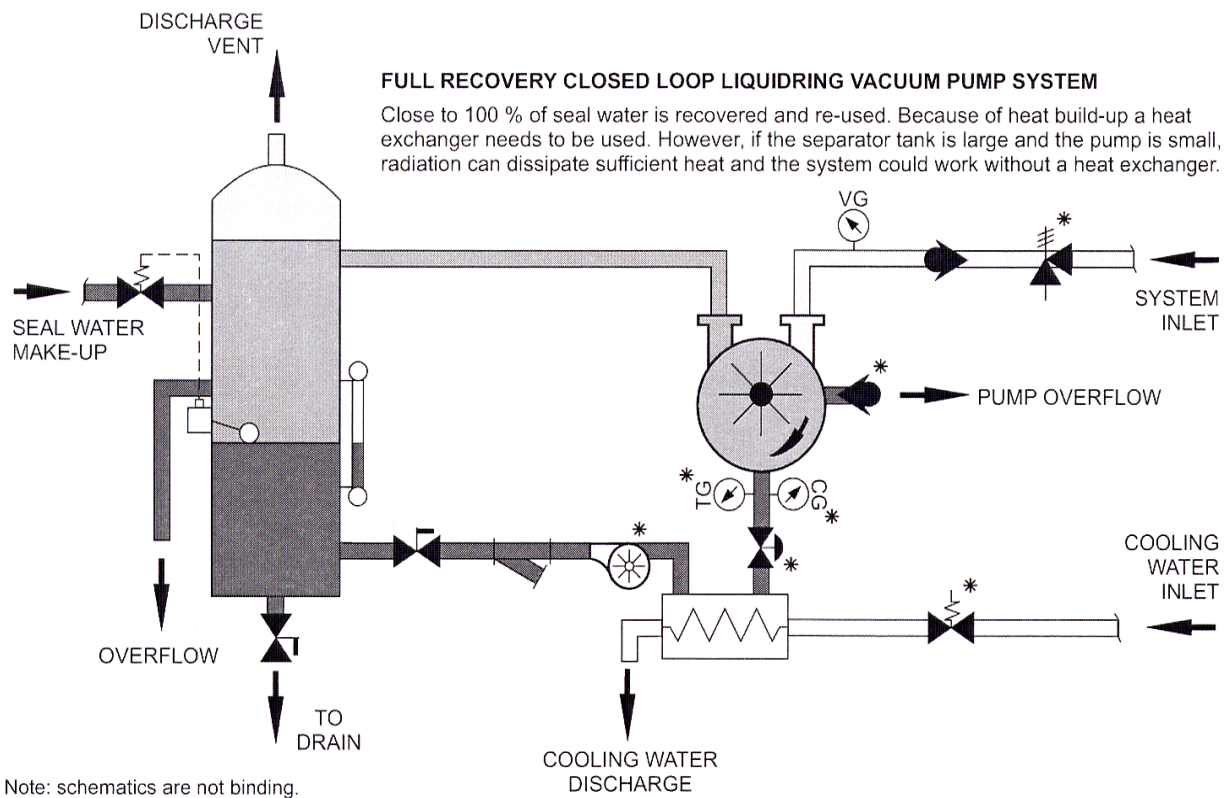 DISCHARGE
VENT
FULL RECOVERY CLOSED LOOP LIQUIDRING VACUUM PUMP SYSTEM
Close to 100 % of seal water is recovered and re-used. Because of heat build-up a heat
exchanger needs to be used. However, if the separator tank is large and the pump is small,
radiation can dissipate sufficient heat and the system could work without a heat exchanger.
VG
*
SYSTEM
INLET
SEAL WATER
MAKE-UP
*
PUMP OVERFLOW
*
TG
CG
*
*
*
COOLING
WATER
INLET
*
OVERFLOW
TO
DRAIN
COOLING WATER
DISCHARGE
Note: schematics are not binding.